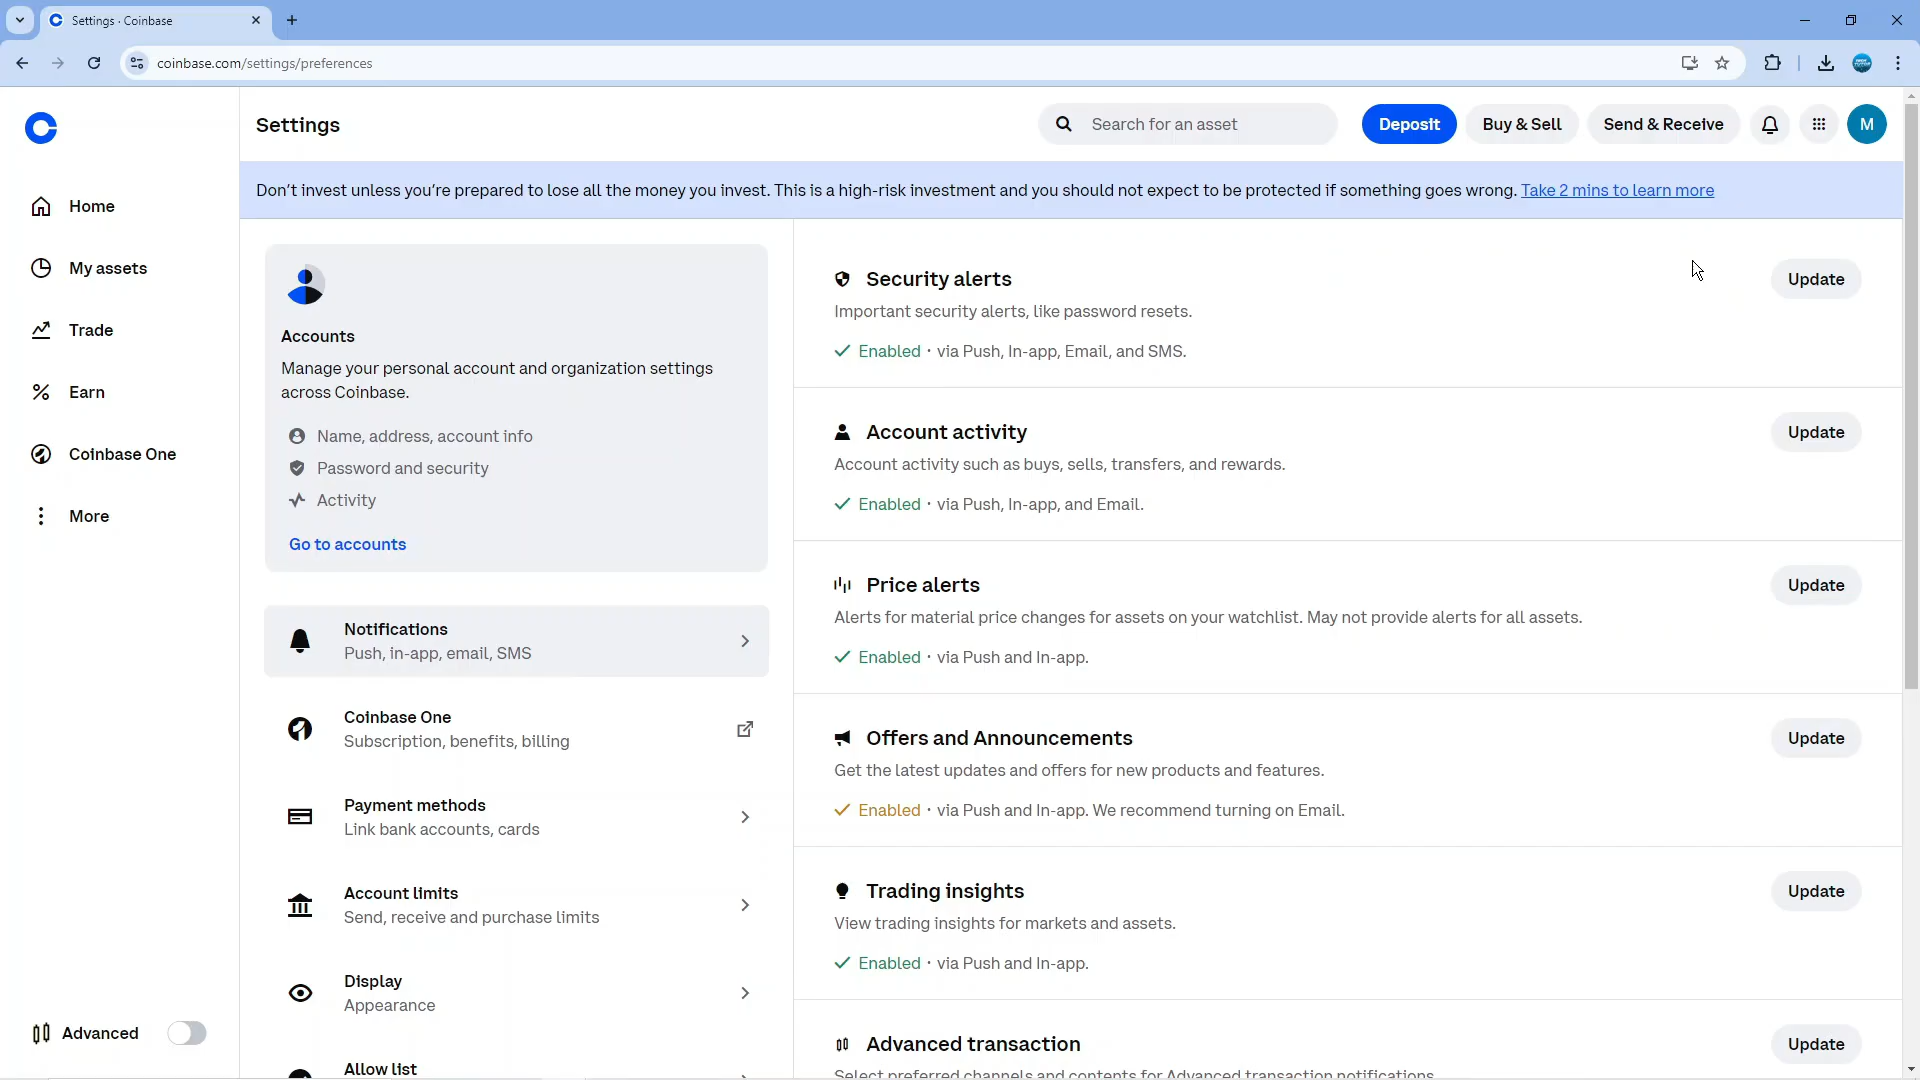 Settings - Coinbase
coinbase.com/settings/preferences
Settings
Search for an asset
Deposit
Buy & Sell
Send & Receive
M
Don't invest unless you're prepared to lose all the money you invest. This is a high-risk investment and you should not expect to be protected if something goes wrong. Take 2 mins to learn more
Home
My assets
Trade
Earn
Coinbase One
More
Advanced
Accounts
Manage your personal account and organization settings
across Coinbase.
Name, address, account info
Password and security
Activity
Go to accounts
Notifications
Push, in-app, email, SMS
Coinbase One
Subscription, benefits, billing
Payment methods
Link bank accounts, cards
Account limits
Send, receive and purchase limits
Display
Appearance
Allow list
Security alerts
Update
Important security alerts, like password resets.
Enabled · via Push, In-app, Email, and SMS.
Account activity
Update
Account activity such as buys, sells, transfers, and rewards.
Enabled · via Push, In-app, and Email.
Price alerts
Update
Alerts for material price changes for assets on your watchlist. May not provide alerts for all assets.
Enabled · via Push and In-app.
Offers and Announcements
Update
Get the latest updates and offers for new products and features.
Enabled · via Push and In-app. We recommend turning on Email.
Trading insights
Update
View trading insights for markets and assets.
Enabled · via Push and In-app.
Advanced transaction
Update
Select preferred channels and contents for Advanced transaction notifications